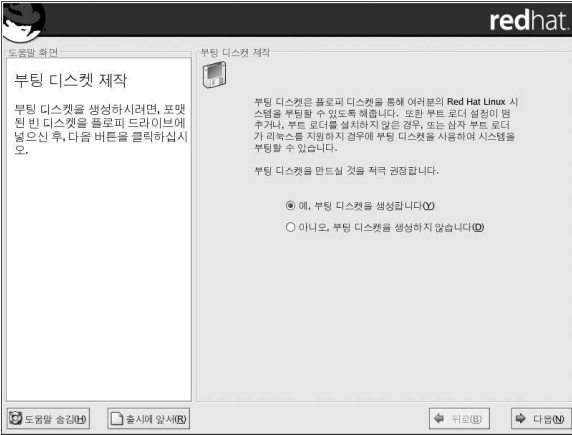 redhat.
도움말 화면
부팅 디스켓 제작
부팅 디스켓을 생성하시려면, 포맷
된 빈 디스켓을 플로피 드라이브에
넣으신 후, 다음 버튼을 클릭하십시
오.
부팅 디스켓 제작
부팅 디스켓은 플로피 디스켓을 통해 여러분의 Red Hat Linux 시
스템을 부팅할 수 있도록 해줍니다. 또한 부트 로더 설정이 멈
추거나, 부트 로더를 설치하지 않은 경우, 또는 삼자 부트 로더
가 리눅스를 지원하지 경우에 부팅 디스켓을 사용하여 시스템을
부팅할 수 있습니다.
부팅 디스켓을 만드실 것을 적극 권장합니다.
예, 부팅 디스켓을 생성합니다(Y)
아니오, 부팅 디스켓을 생성하지 않습니다(D)
도움말 숨김(H)
출시에 앞서(R)
뒤로(B)
다음(N)